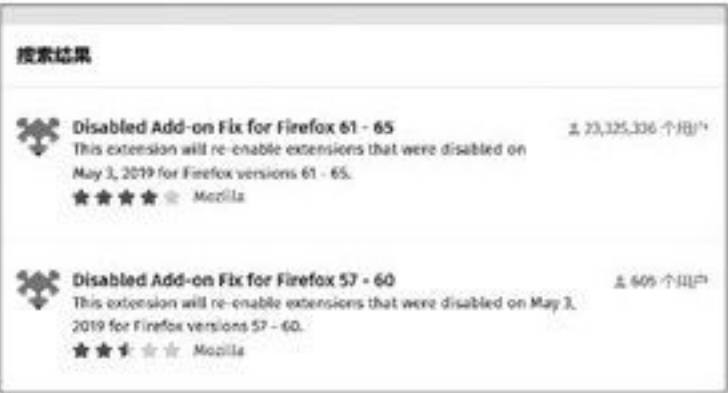 搜索结果
Disabled Add-on Fix for Firefox 61 - 65
23,325,336 个用户
This extension will re-enable extensions that were disabled on
May 3, 2019 for Firefox versions 61 - 65.
Mozilla
Disabled Add-on Fix for Firefox 57 - 60
605 个用户
This extension will re-enable extensions that were disabled on May 3,
2019 for Firefox versions 57 - 60.
Mozilla